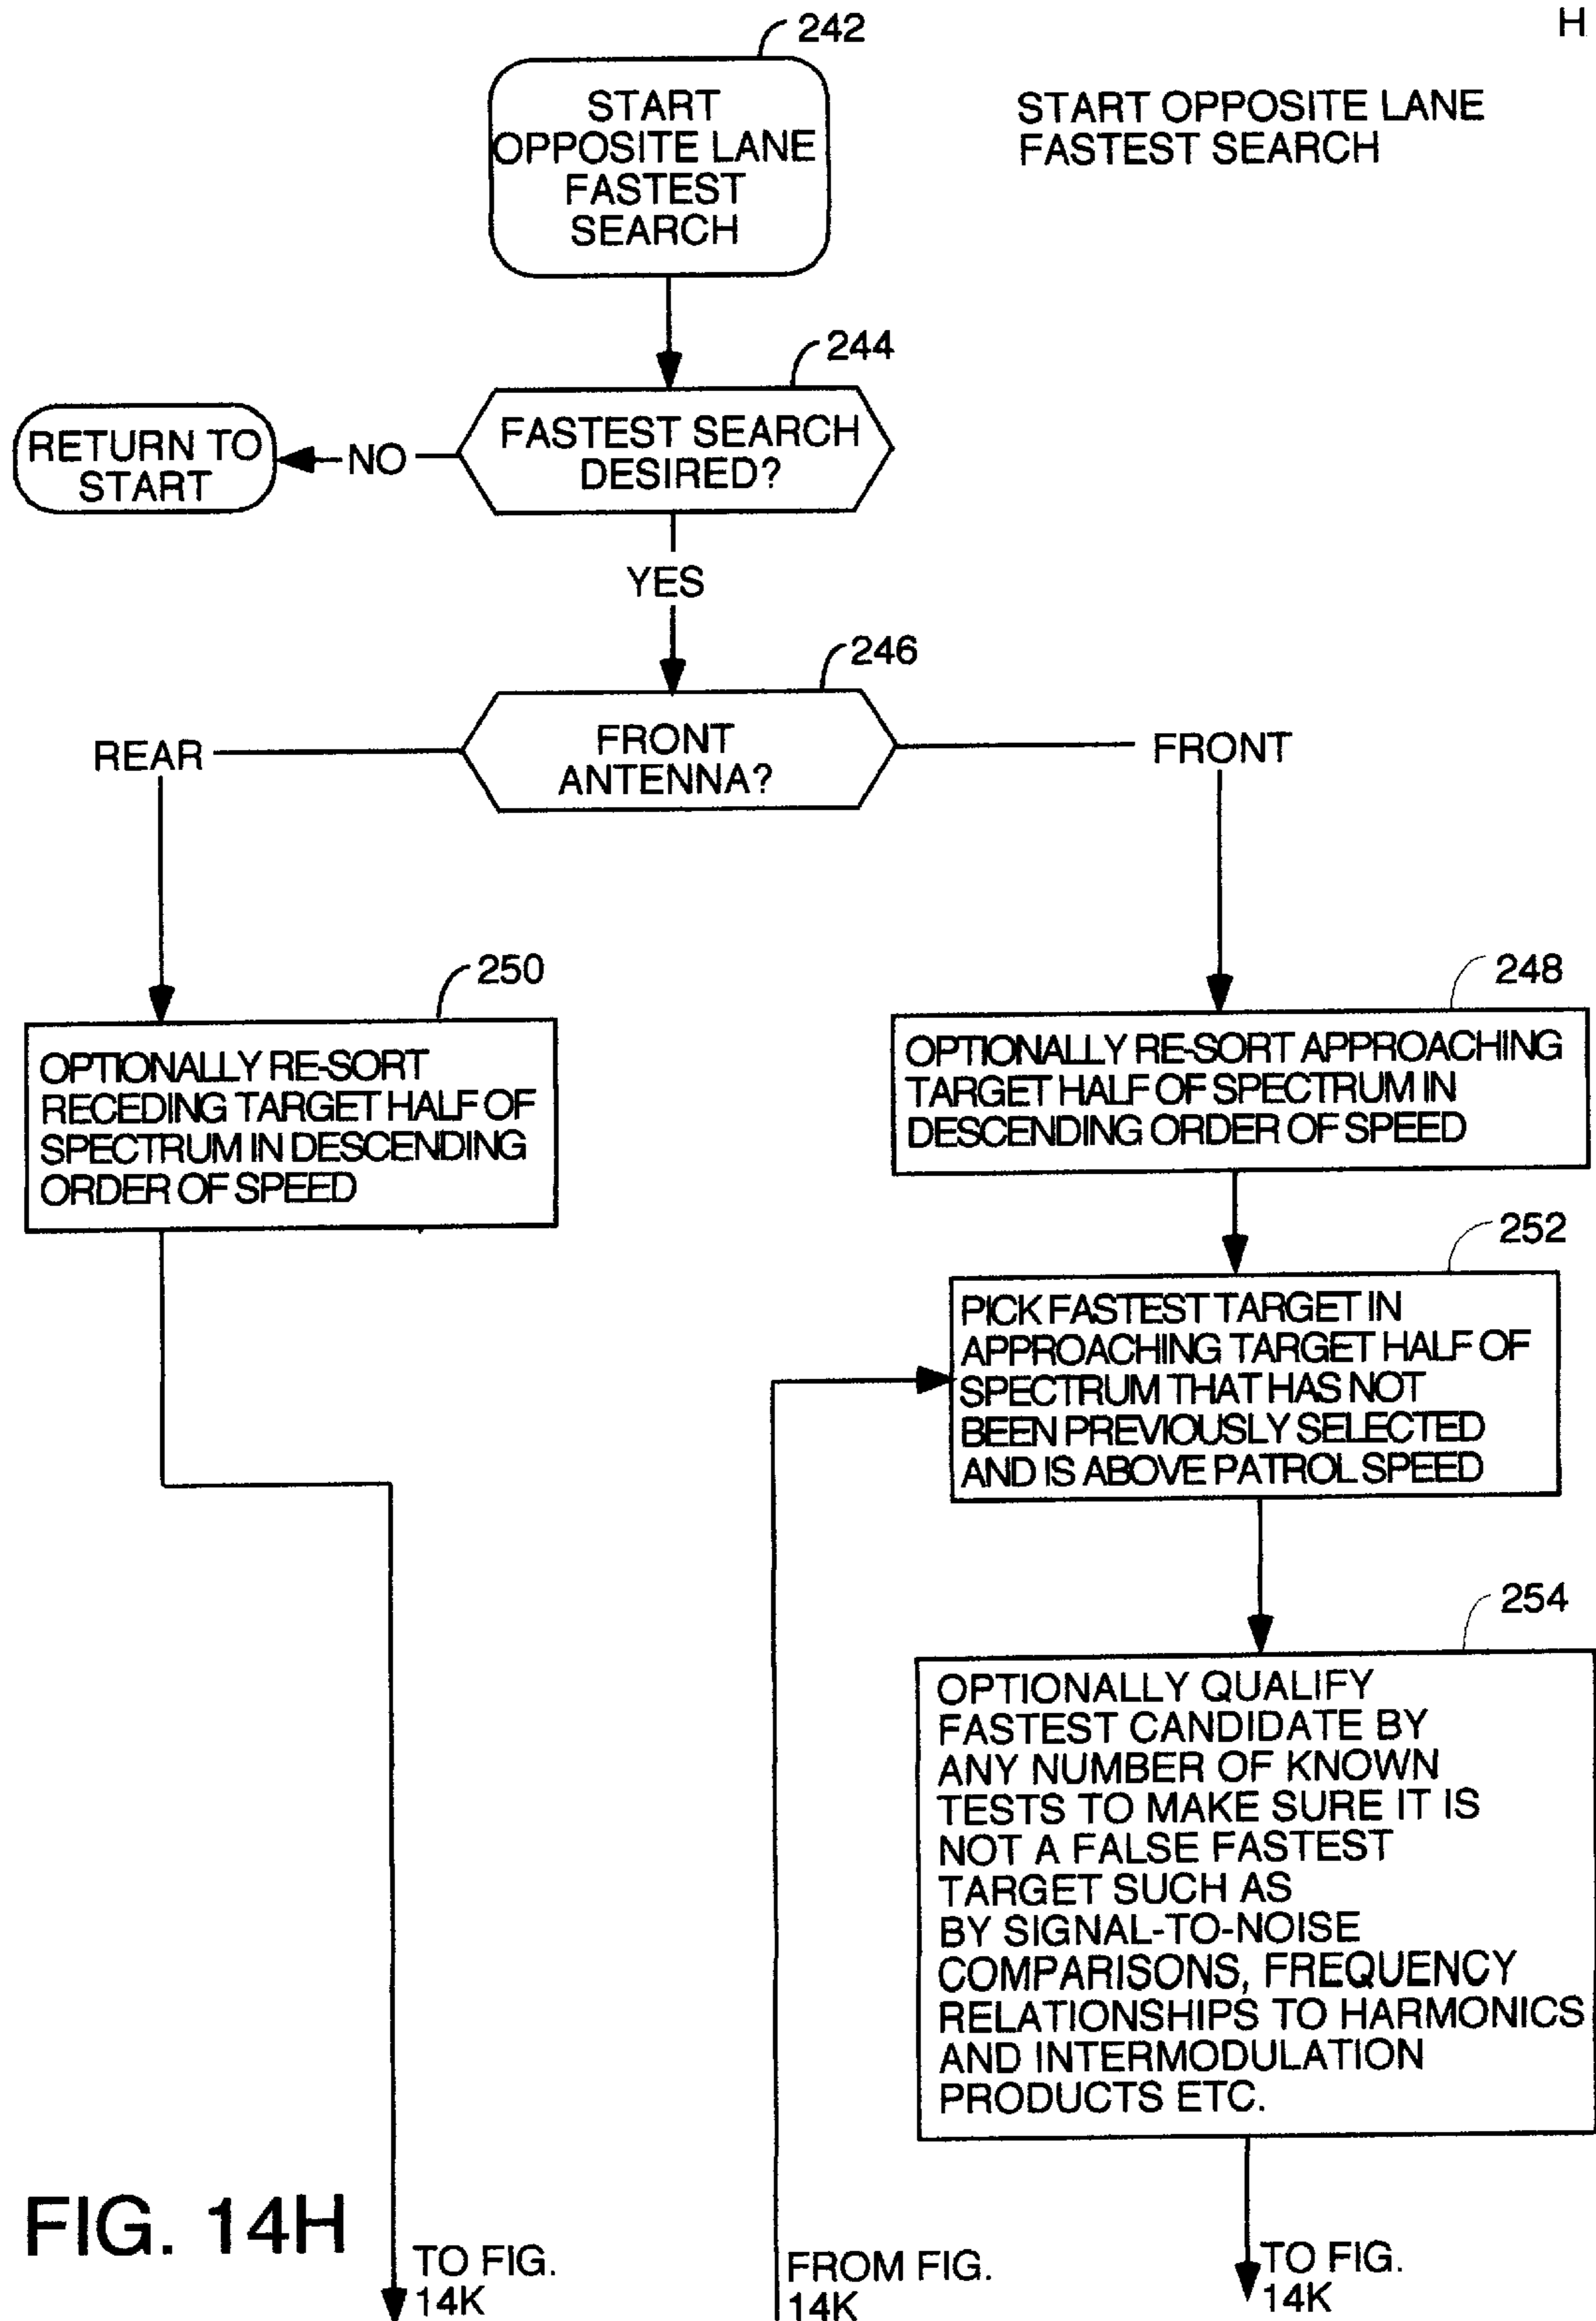 242
H
START
OPPOSITE LANE
FASTEST
SEARCH
START OPPOSITE LANE
FASTEST SEARCH
244
FASTEST SEARCH
DESIRED?
NO
RETURN TO
START
YES
246
FRONT
ANTENNA?
REAR
FRONT
250
OPTIONALLY RE-SORT
RECEDING TARGET HALF OF
SPECTRUM IN DESCENDING
ORDER OF SPEED
248
OPTIONALLY RE-SORT APPROACHING
TARGET HALF OF SPECTRUM IN
DESCENDING ORDER OF SPEED
252
PICK FASTEST TARGET IN
APPROACHING TARGET HALF OF
SPECTRUM THAT HAS NOT
BEEN PREVIOUSLY SELECTED
AND IS ABOVE PATROL SPEED
254
OPTIONALLY QUALIFY
FASTEST CANDIDATE BY
ANY NUMBER OF KNOWN
TESTS TO MAKE SURE IT IS
NOT A FALSE FASTEST
TARGET SUCH AS
BY SIGNAL-TO-NOISE
COMPARISONS, FREQUENCY
RELATIONSHIPS TO HARMONICS
AND INTERMODULATION
PRODUCTS ETC.
FIG. 14H
TO FIG.
14K
FROM FIG.
14K
TO FIG.
14K